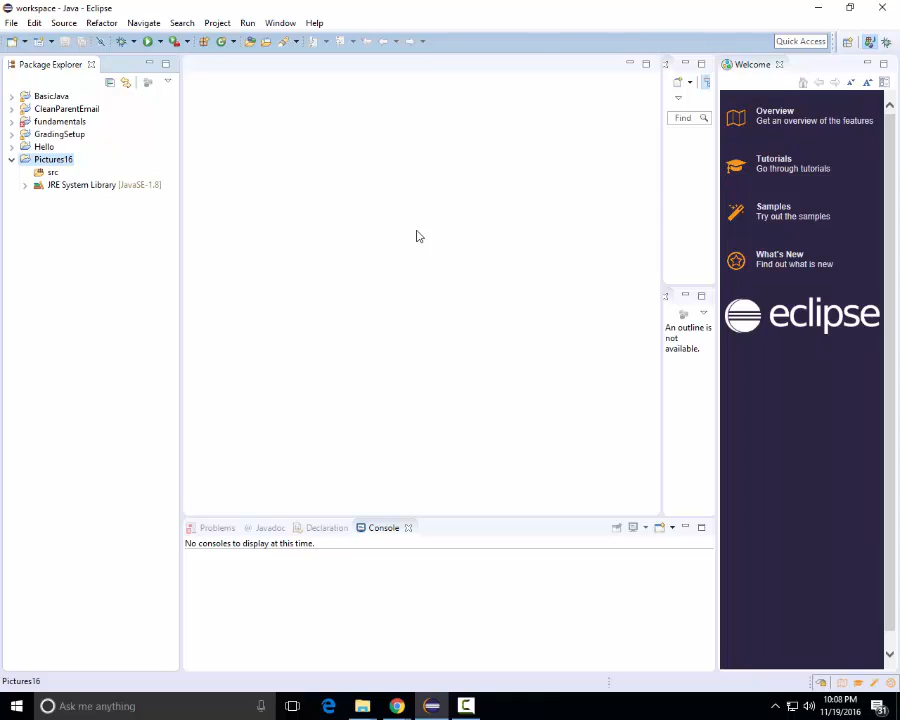 workspace - Java - Eclipse
File Edit Source Refactor Navigate Search Project Run Window Help
Quick Access
Package Explorer
BasicJava
CleanParentEmail
fundamentals
GradingSetup
Hello
Pictures16
src
JRE System Library [JavaSE-1.8]
Find
An outline is
not
available.
Welcome
Overview
Get an overview of the features
Tutorials
Go through tutorials
Samples
Try out the samples
What's New
Find out what is new
eclipse
Problems Javadoc Declaration Console
No consoles to display at this time.
Pictures16
Ask me anything
10:08 PM
11/19/2016
31